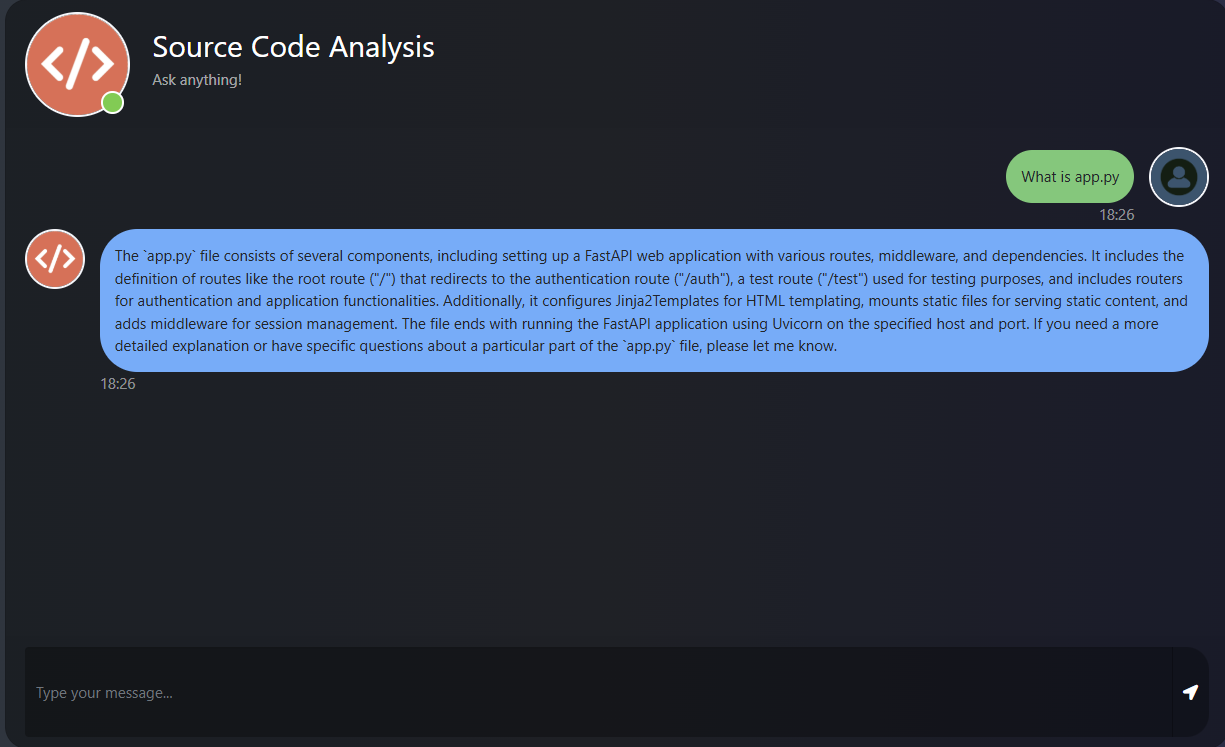 Source Code Analysis
Ask anything!
What is app.py
18:26
The `app.py` file consists of several components, including setting up a FastAPI web application with various routes, middleware, and dependencies. It includes the
definition of routes like the root route ("/") that redirects to the authentication route ("/auth"), a test route ("/test") used for testing purposes, and includes routers
for authentication and application functionalities. Additionally, it configures Jinja2Templates for HTML templating, mounts static files for serving static content, and
adds middleware for session management. The file ends with running the FastAPI application using Uvicorn on the specified host and port. If you need a more
detailed explanation or have specific questions about a particular part of the `app.py` file, please let me know.
18:26
Type your message...